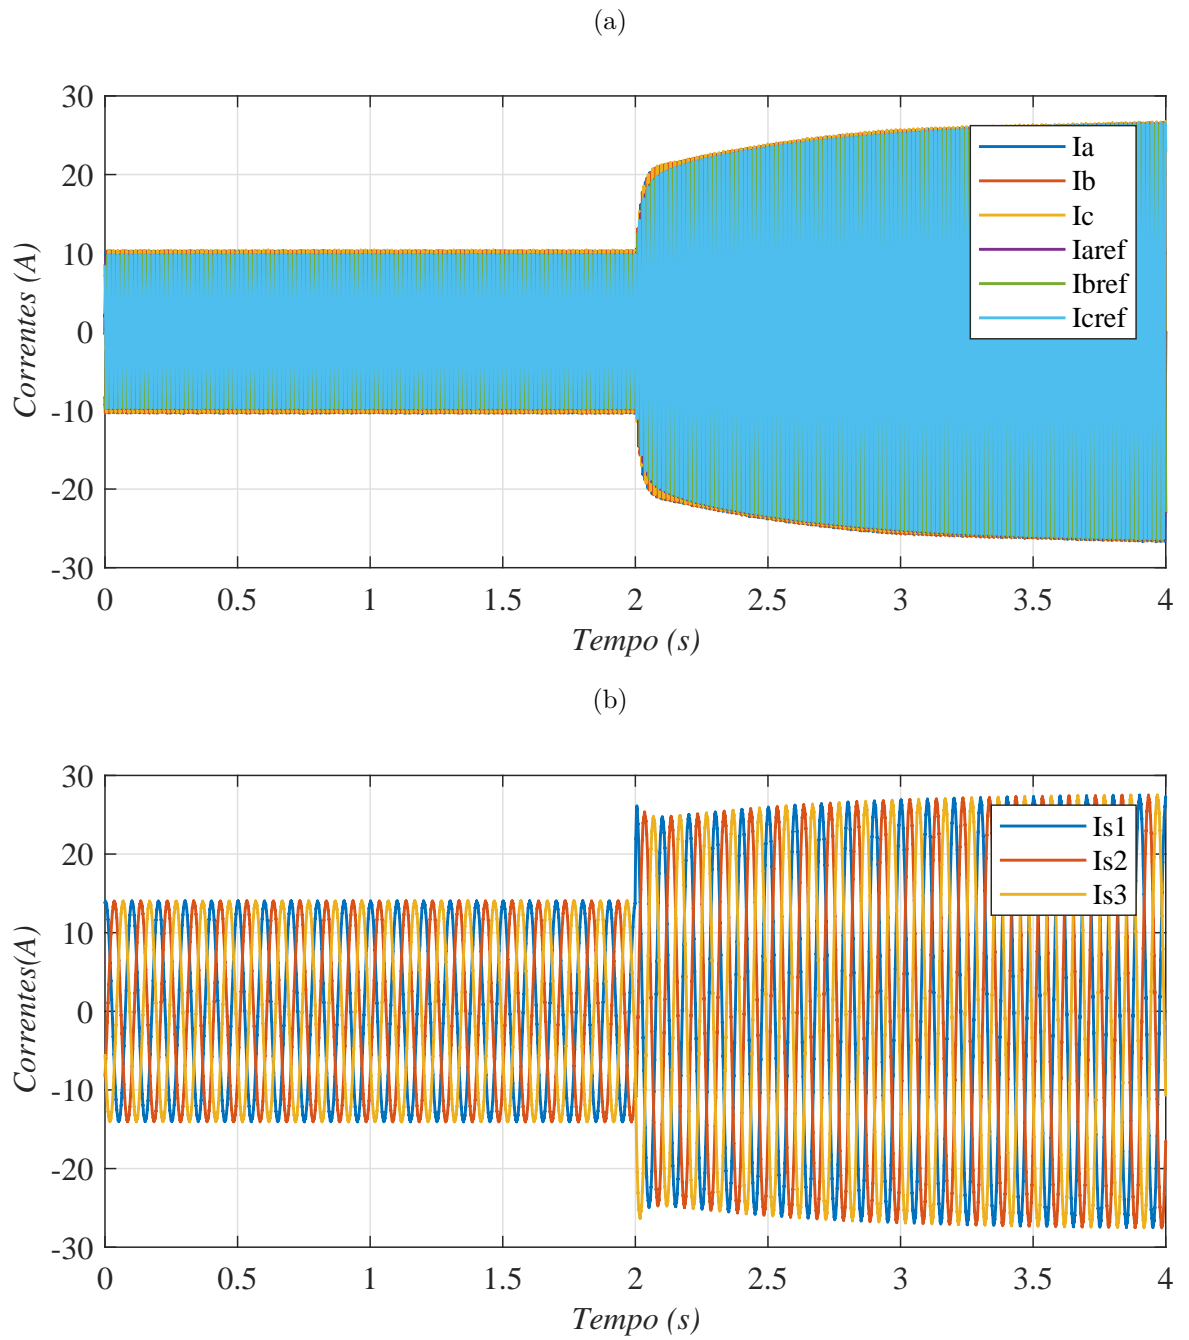 (a)
30
20
10
0
-10
-20
-30
Correntes (A)
Ia
Ib
Ic
Iaref
Ibref
Icref
0 0.5 1 1.5 2 2.5 3 3.5 4
Tempo (s)
(b)
30
20
10
0
-10
-20
-30
Correntes(A)
Is1
Is2
Is3
0 0.5 1 1.5 2 2.5 3 3.5 4
Tempo (s)